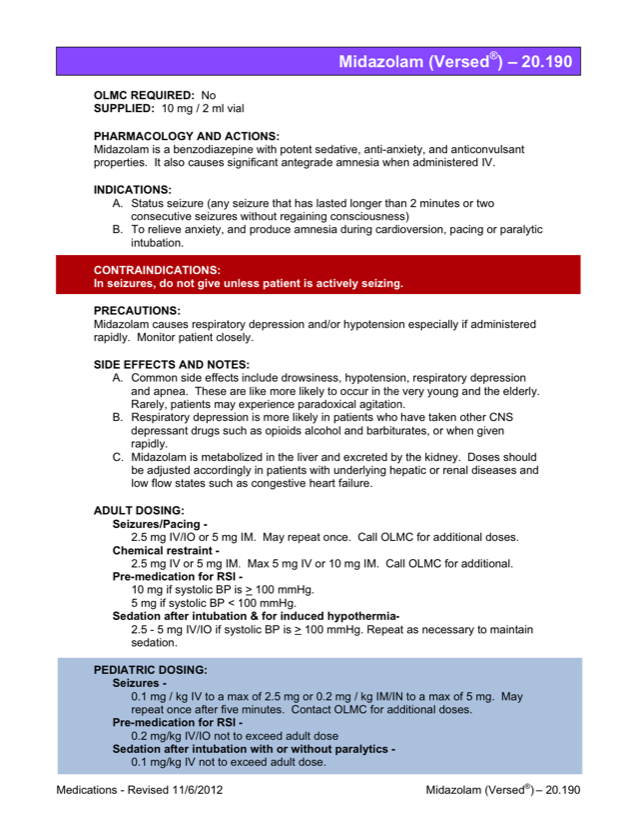 Midazolam (Versed®) – 20.190
OLMC REQUIRED: No
SUPPLIED: 10 mg / 2 ml vial
PHARMACOLOGY AND ACTIONS:
Midazolam is a benzodiazepine with potent sedative, anti-anxiety, and anticonvulsant
properties. It also causes significant antegrade amnesia when administered IV.
INDICATIONS:
A. Status seizure (any seizure that has lasted longer than 2 minutes or two
consecutive seizures without regaining consciousness)
B. To relieve anxiety, and produce amnesia during cardioversion, pacing or paralytic
intubation.
CONTRAINDICATIONS:
In seizures, do not give unless patient is actively seizing.
PRECAUTIONS:
Midazolam causes respiratory depression and/or hypotension especially if administered
rapidly. Monitor patient closely.
SIDE EFFECTS AND NOTES:
A. Common side effects include drowsiness, hypotension, respiratory depression
and apnea. These are like more likely to occur in the very young and the elderly.
Rarely, patients may experience paradoxical agitation.
B. Respiratory depression is more likely in patients who have taken other CNS
depressant drugs such as opioids alcohol and barbiturates, or when given
rapidly.
C. Midazolam is metabolized in the liver and excreted by the kidney. Doses should
be adjusted accordingly in patients with underlying hepatic or renal diseases and
low flow states such as congestive heart failure.
ADULT DOSING:
Seizures/Pacing -
2.5 mg IV/IO or 5 mg IM. May repeat once. Call OLMC for additional doses.
Chemical restraint -
2.5 mg IV or 5 mg IM. Max 5 mg IV or 10 mg IM. Call OLMC for additional.
Pre-medication for RSI -
10 mg if systolic BP is ≥ 100 mmHg.
5 mg if systolic BP < 100 mmHg.
Sedation after intubation & for induced hypothermia-
2.5 - 5 mg IV/IO if systolic BP is ≥ 100 mmHg. Repeat as necessary to maintain
sedation.
PEDIATRIC DOSING:
Seizures -
0.1 mg / kg IV to a max of 2.5 mg or 0.2 mg / kg IM/IN to a max of 5 mg. May
repeat once after five minutes. Contact OLMC for additional doses.
Pre-medication for RSI -
0.2 mg/kg IV/IO not to exceed adult dose
Sedation after intubation with or without paralytics -
0.1 mg/kg IV not to exceed adult dose.
Medications - Revised 11/6/2012 Midazolam (Versed®) – 20.190